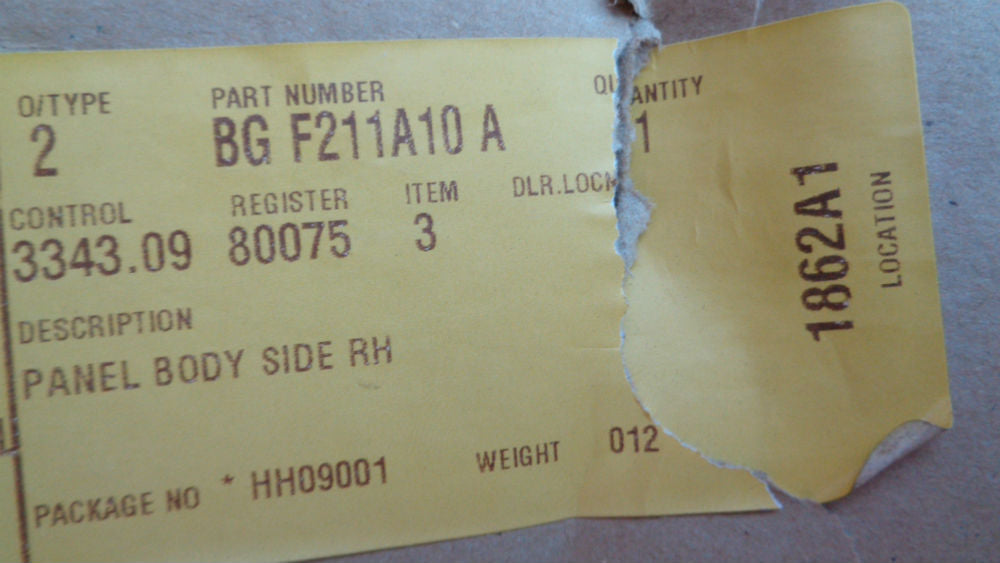 O/TYPE PART NUMBER QUANTITY
2 BG F211A10 A 1
CONTROL REGISTER ITEM DLR.LOCN
3343.09 80075 3
DESCRIPTION
PANEL BODY SIDE RH
PACKAGE NO * HH09001 WEIGHT 012
1862A1
LOCATION